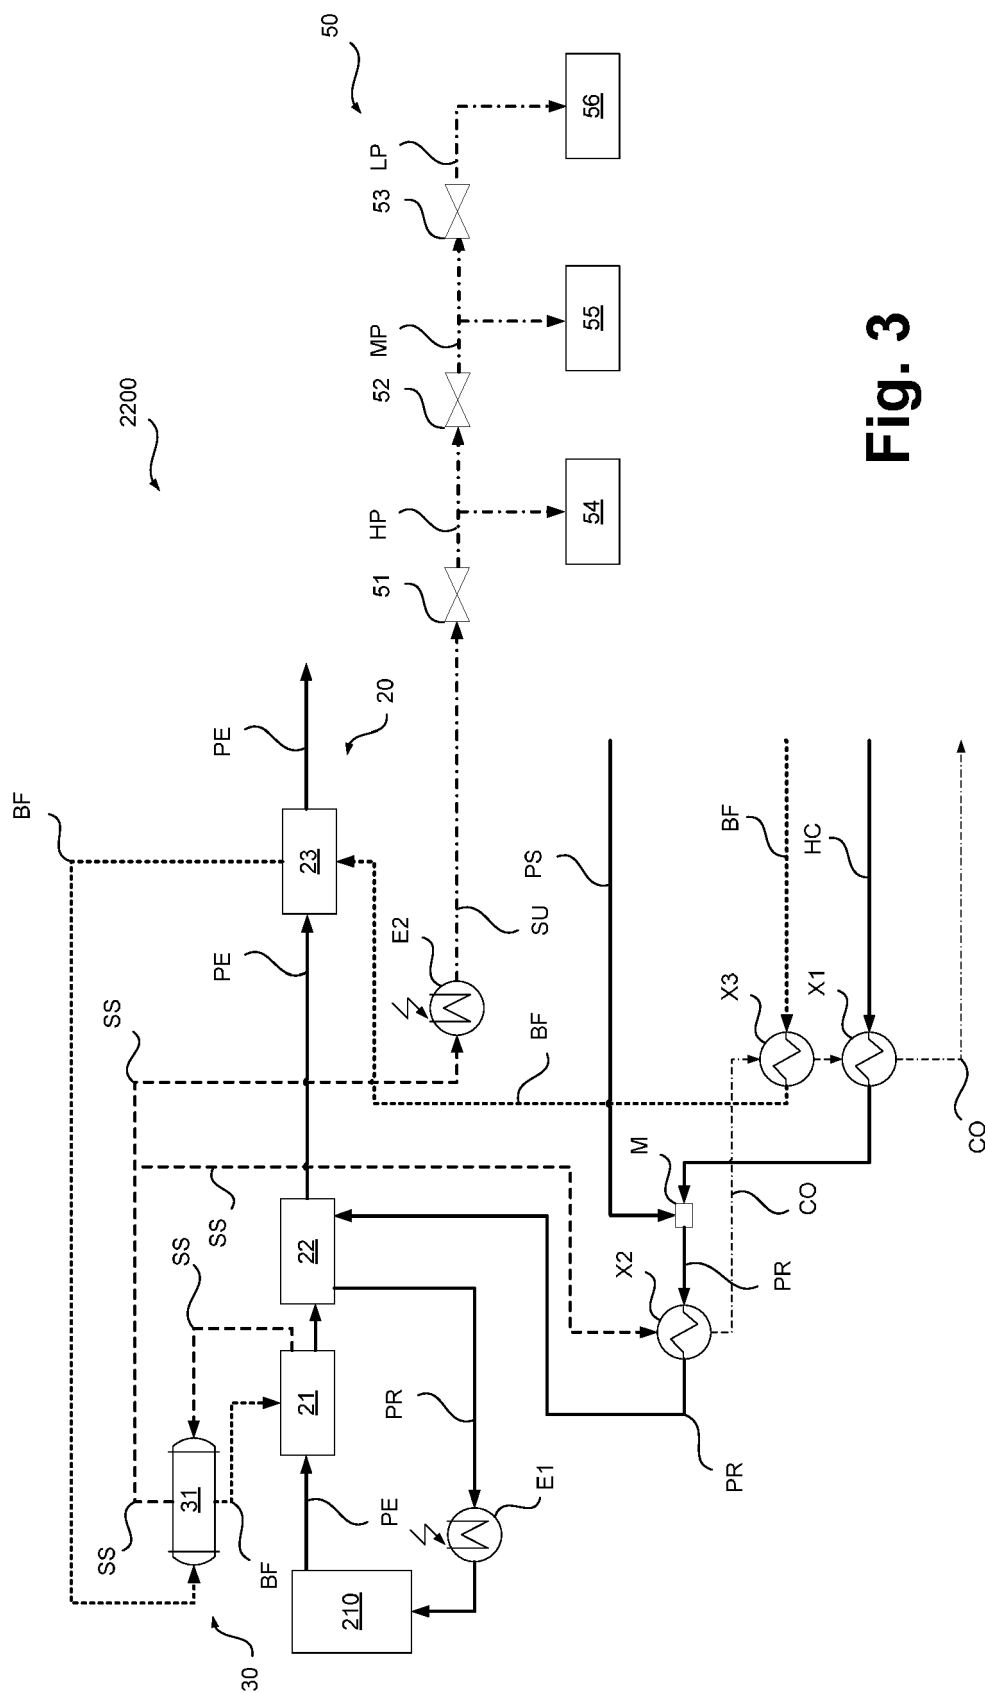 2200
50
BF
PE
20
LP
53
56
MP
52
55
HP
51
54
23
PE
SS
SU
E2
BF
PS
BF
HC
X3
X1
CO
SS
SS
22
M
CO
X2
PR
SS
31
21
PR
PR
SS
BF
PE
E1
210
30
Fig. 3